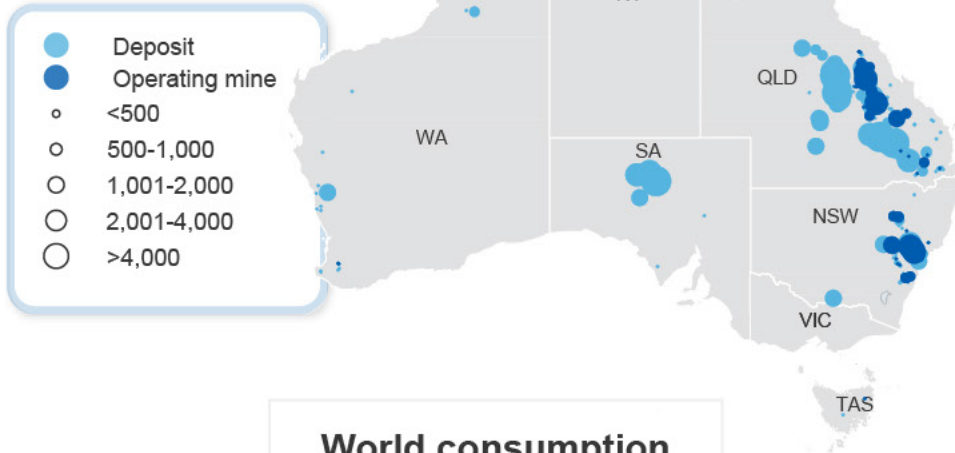 Deposit
Operating mine
<500
500-1,000
1,001-2,000
2,001-4,000
>4,000
WA
SA
QLD
NSW
VIC
TAS
World consumption